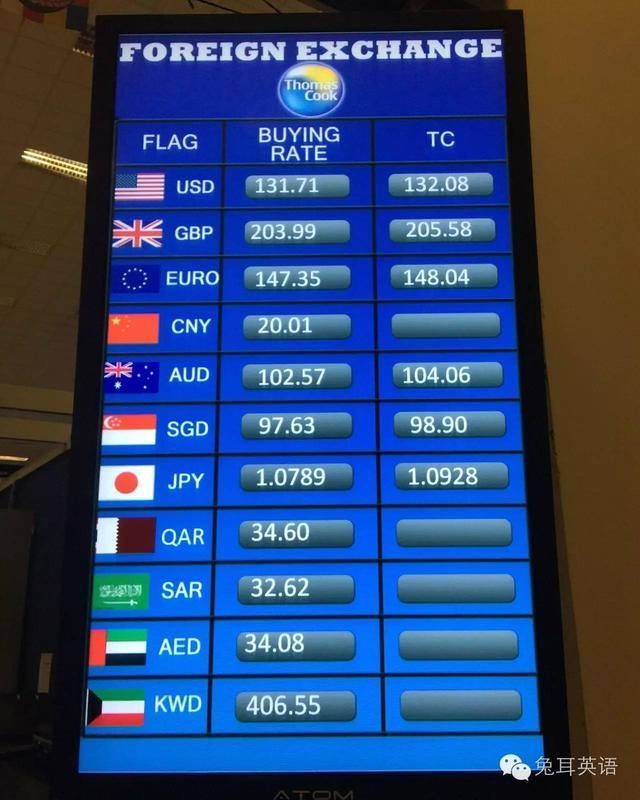 FOREIGN EXCHANGE
Thomas
Cook
FLAG BUYING RATE TC
USD 131.71 132.08
GBP 203.99 205.58
EURO 147.35 148.04
CNY 20.01
AUD 102.57 104.06
SGD 97.63 98.90
JPY 1.0789 1.0928
QAR 34.60
SAR 32.62
AED 34.08
KWD 406.55
ATOM
兔耳英语